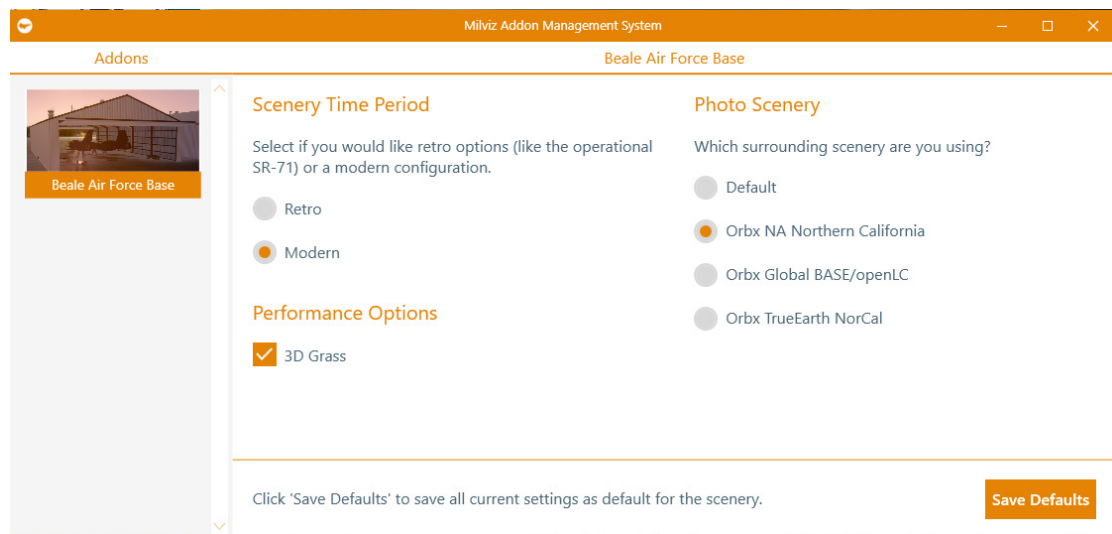 Milviz Addon Management System
Addons
Beale Air Force Base
Beale Air Force Base
Scenery Time Period
Select if you would like retro options (like the operational
SR-71) or a modern configuration.
Retro
Modern
Performance Options
3D Grass
Photo Scenery
Which surrounding scenery are you using?
Default
Orbx NA Northern California
Orbx Global BASE/openLC
Orbx TrueEarth NorCal
Click 'Save Defaults' to save all current settings as default for the scenery.
Save Defaults